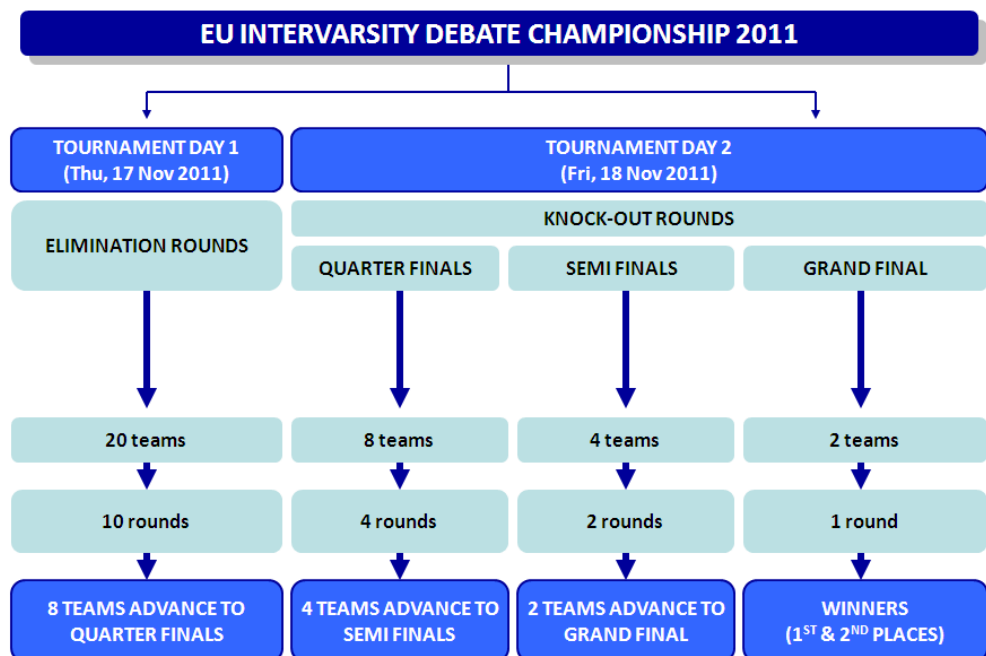 EU INTERVARSITY DEBATE CHAMPIONSHIP 2011
TOURNAMENT DAY 1
(Thu, 17 Nov 2011)
TOURNAMENT DAY 2
(Fri, 18 Nov 2011)
ELIMINATION ROUNDS
KNOCK-OUT ROUNDS
QUARTER FINALS
SEMI FINALS
GRAND FINAL
20 teams
8 teams
4 teams
2 teams
10 rounds
4 rounds
2 rounds
1 round
8 TEAMS ADVANCE TO
QUARTER FINALS
4 TEAMS ADVANCE TO
SEMI FINALS
2 TEAMS ADVANCE TO
GRAND FINAL
WINNERS
(1ST & 2ND PLACES)